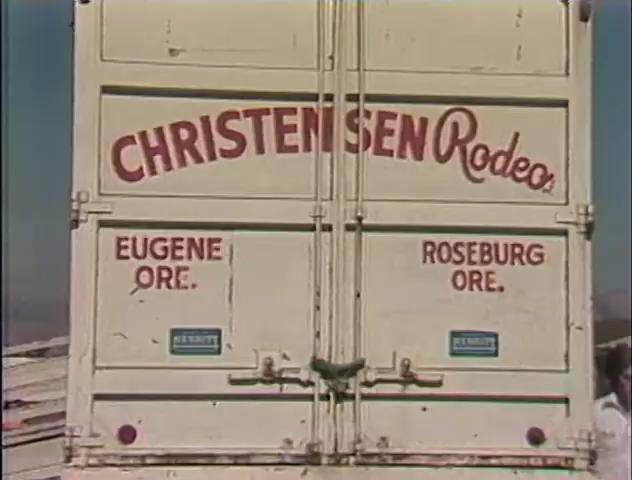 CHRISTENSEN Rodeo
EUGENE
ORE.
ROSEBURG
ORE.